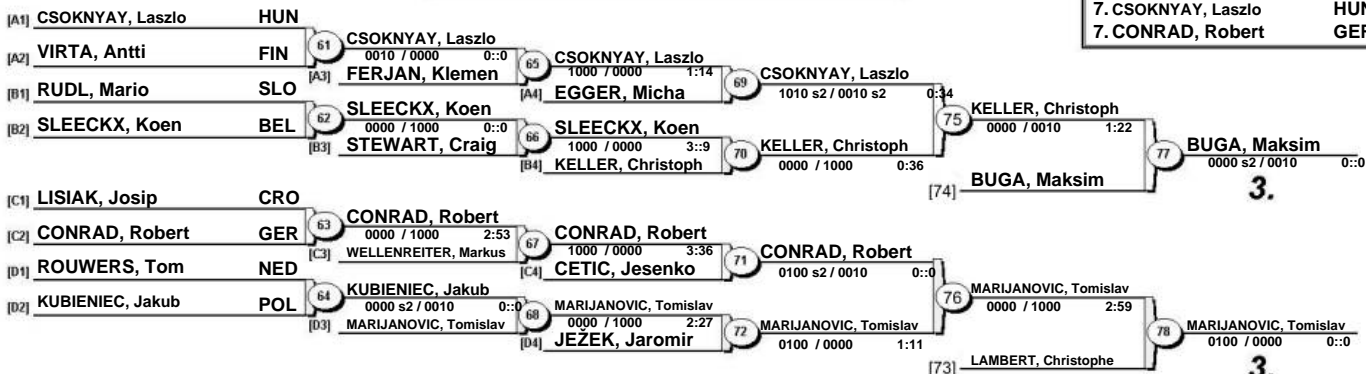 7. CSOKNYAY, Laszlo HUN
7. CONRAD, Robert GER
[A1] CSOKNYAY, Laszlo HUN
[A2] VIRTA, Antti FIN
[B1] RUDL, Mario SLO
[B2] SLEECKX, Koen BEL
61 CSOKNYAY, Laszlo
0010 / 0000 0::0
[A3] FERJAN, Klemen
62 SLEECKX, Koen
0000 / 1000 0::0
[B3] STEWART, Craig
65 CSOKNYAY, Laszlo
1000 / 0000 1:14
[A4] EGGER, Micha
66 SLEECKX, Koen
1000 / 0000 3::9
[B4] KELLER, Christoph
69 CSOKNYAY, Laszlo
1010 s2 / 0010 s2 0:34
70 KELLER, Christoph
0000 / 1000 0:36
75 KELLER, Christoph
0000 / 0010 1:22
[74] BUGA, Maksim
77 BUGA, Maksim
0000 s2 / 0010 0::0
3.
[C1] LISIAK, Josip CRO
[C2] CONRAD, Robert GER
[D1] ROUWERS, Tom NED
[D2] KUBIENIEC, Jakub POL
63 CONRAD, Robert
0000 / 1000 2:53
[C3] WELLENREITER, Markus
64 KUBIENIEC, Jakub
0000 s2 / 0010 0::0
[D3] MARIJANOVIC, Tomislav
67 CONRAD, Robert
1000 / 0000 3:36
[C4] CETIC, Jesenko
68 MARIJANOVIC, Tomislav
0000 / 1000 2:27
[D4] JEŽEK, Jaromir
71 CONRAD, Robert
0100 s2 / 0010 0::0
72 MARIJANOVIC, Tomislav
0100 / 0000 1:11
76 MARIJANOVIC, Tomislav
0000 / 1000 2:59
[73] LAMBERT, Christophe
78 MARIJANOVIC, Tomislav
0100 / 0000 0::0
3.